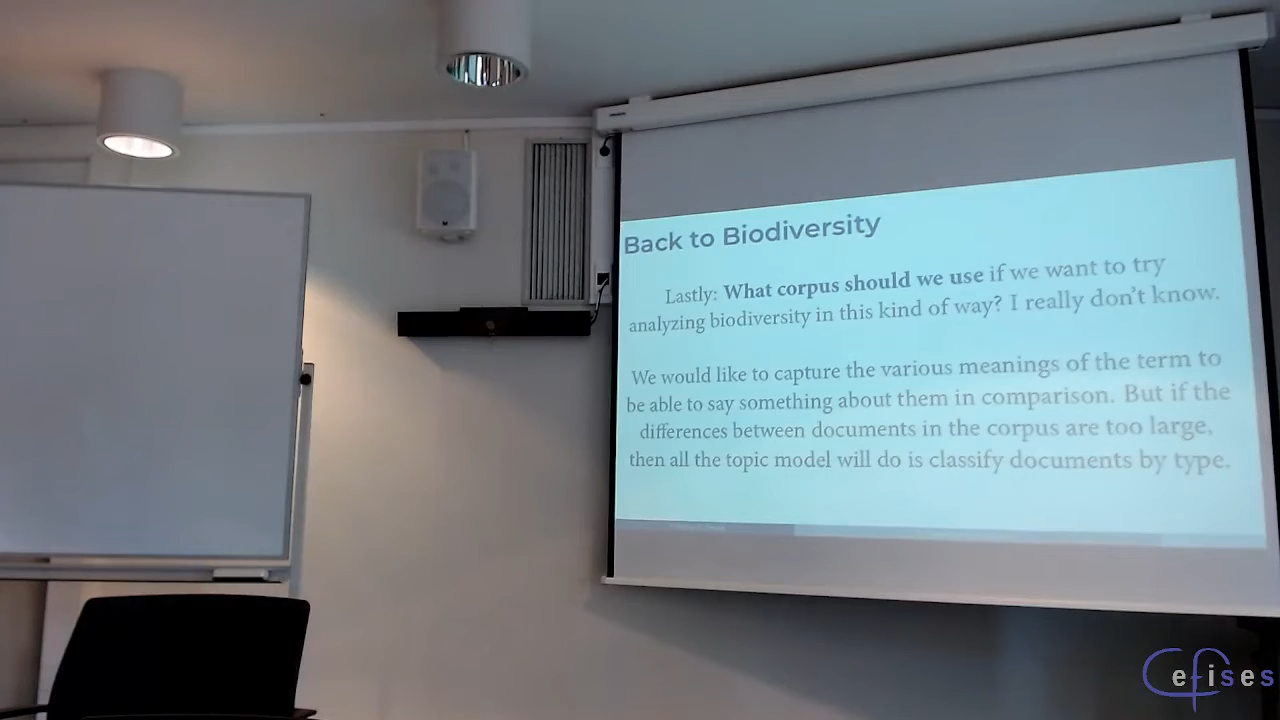 Back to Biodiversity
Lastly: What corpus should we use if we want to try
analyzing biodiversity in this kind of way? I really don't know.
We would like to capture the various meanings of the term to
be able to say something about them in comparison. But if the
differences between documents in the corpus are too large,
then all the topic model will do is classify documents by type.
Cefises